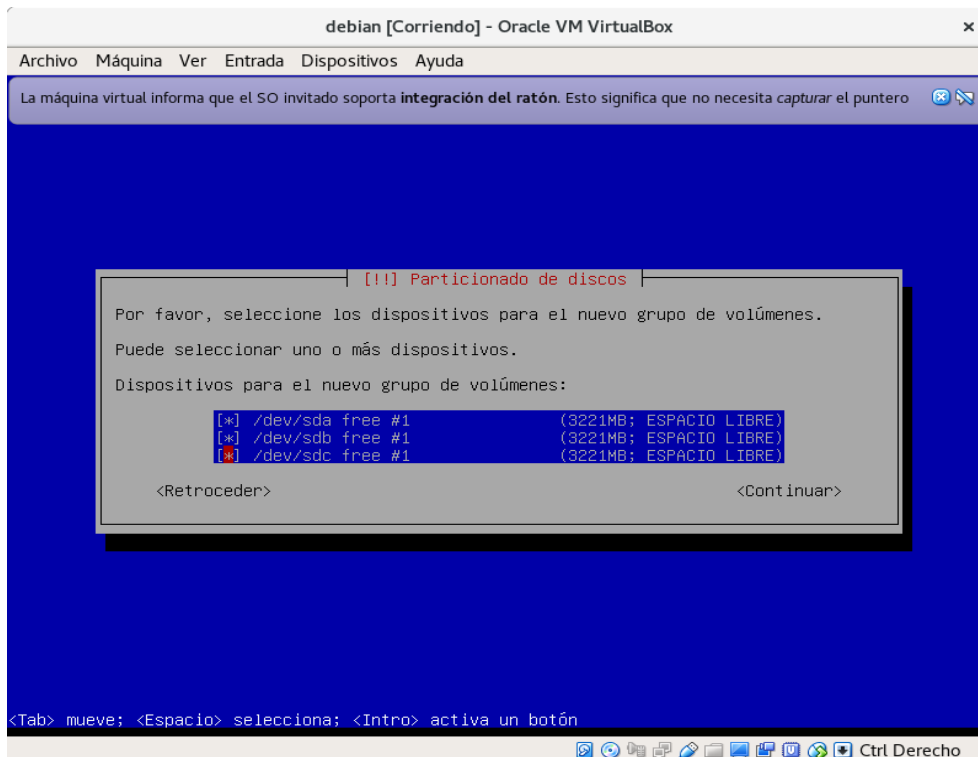 debian [Corriendo] - Oracle VM VirtualBox ×
Archivo Máquina Ver Entrada Dispositivos Ayuda
La máquina virtual informa que el SO invitado soporta integración del ratón. Esto significa que no necesita capturar el puntero
[!!] Particionado de discos
Por favor, seleccione los dispositivos para el nuevo grupo de volúmenes.
Puede seleccionar uno o más dispositivos.
Dispositivos para el nuevo grupo de volúmenes:
[*] /dev/sda free #1 (3221MB; ESPACIO LIBRE)
[*] /dev/sdb free #1 (3221MB; ESPACIO LIBRE)
[*] /dev/sdc free #1 (3221MB; ESPACIO LIBRE)
<Retroceder> <Continuar>
<Tab> mueve; <Espacio> selecciona; <Intro> activa un botón
Ctrl Derecho